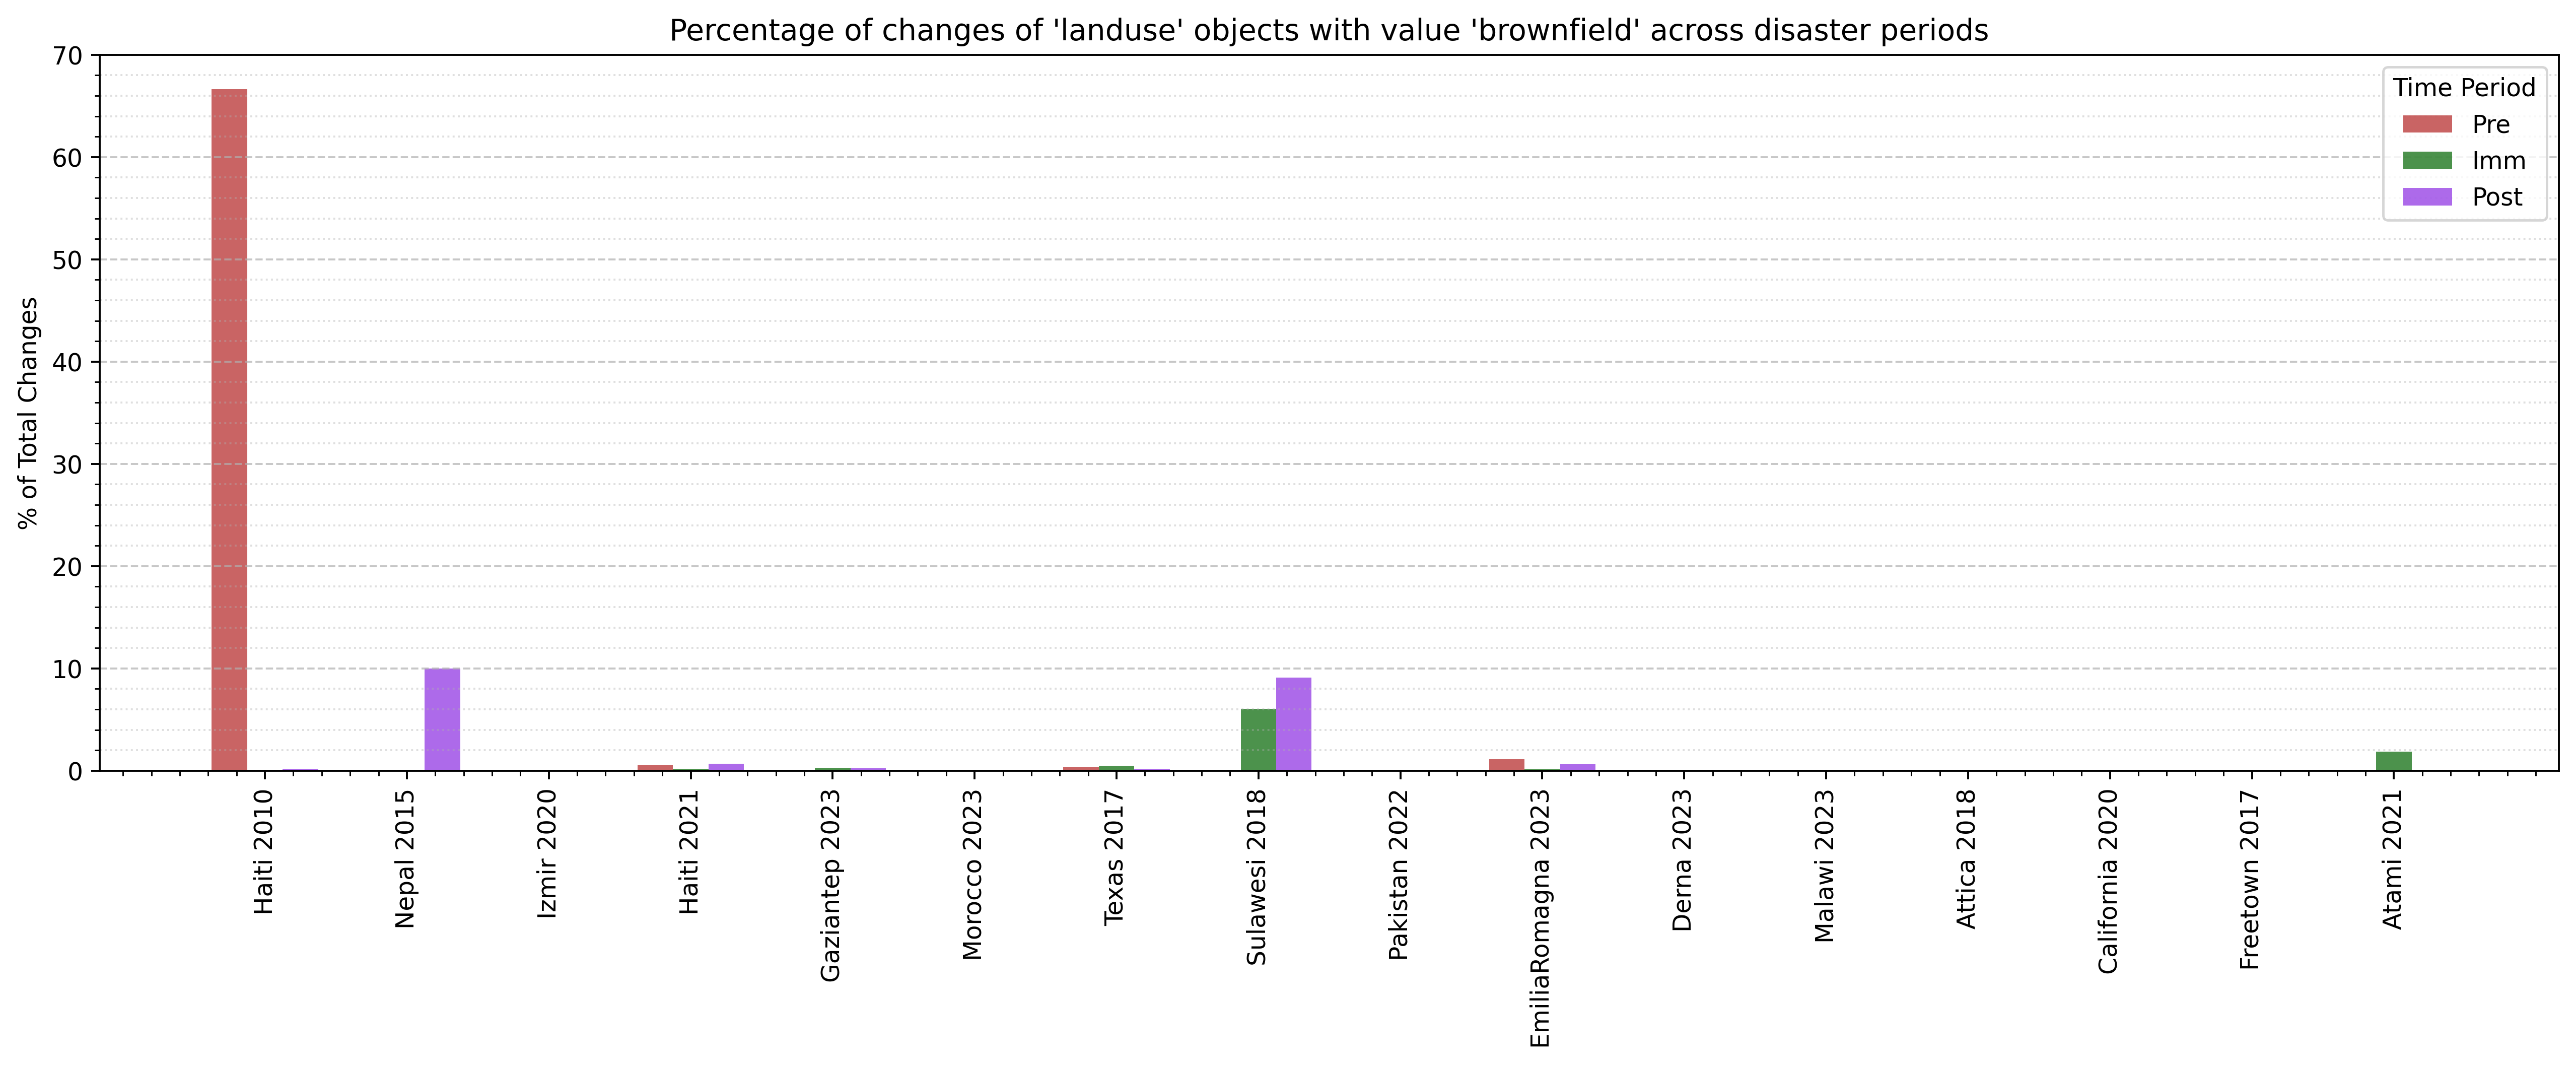 Percentage of changes of 'landuse' objects with value 'brownfield' across disaster periods
% of Total Changes
70
60
50
40
30
20
10
0
Time Period
Pre
Imm
Post
Haiti 2010
Nepal 2015
Izmir 2020
Haiti 2021
Gaziantep 2023
Morocco 2023
Texas 2017
Sulawesi 2018
Pakistan 2022
EmiliaRomagna 2023
Derna 2023
Malawi 2023
Attica 2018
California 2020
Freetown 2017
Atami 2021